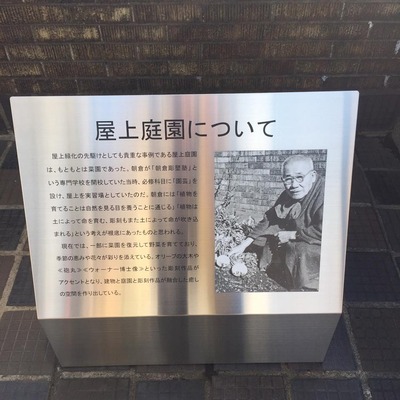 屋上庭園について
屋上緑化の先駆けとしても貴重な事例である屋上庭園
は、もともとは菜園であった。朝倉が「朝倉彫塑塾」と
いう専門学校を開校していた当時、必修科目に「園芸」を
設け、屋上を実習場としていたのだ。朝倉には「植物を
育てることは自然を見る目を養うことに通じる」「植物は
土によって命を育む、彫刻もまた土によって命が吹き込
まれる」という考えが根底にあったものと思われる。
現在では、一部に菜園を復元して野菜を育てており、
季節の恵みや花々が彩りを添えている。オリーブの大木や
≪砲丸≫≪ウォーナー博士像≫といった彫刻作品が
アクセントとなり、建物と庭園と彫刻作品が融合した癒し
の空間を作り出している。